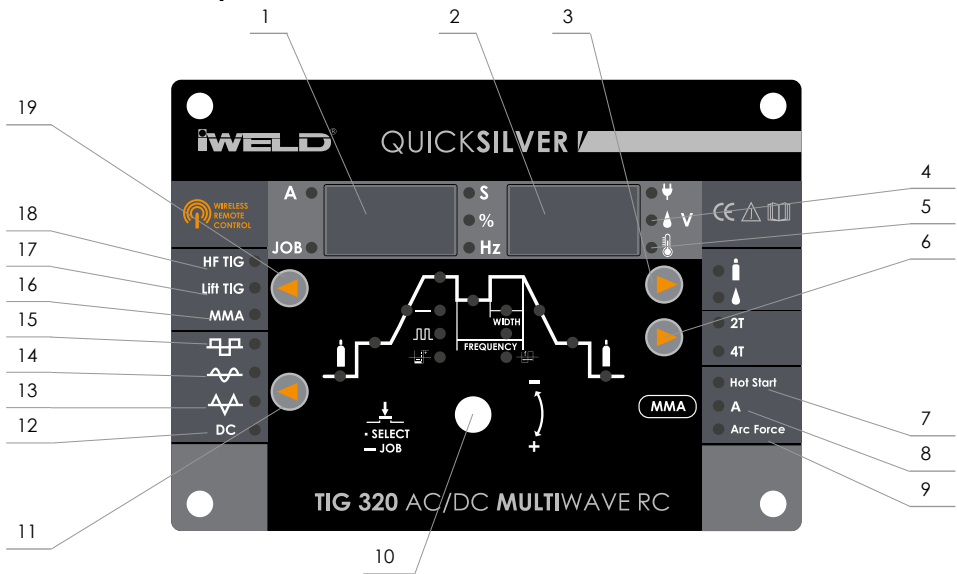 1
2
3
19
iWELD®
QUICKSILVER
A
S
V
4
WIRELESS
REMOTE
CONTROL
%
CE
5
JOB
Hz
6
18
HF TIG
17
Lift TIG
16
MMA
2T
WIDTH
15
FREQUENCY
4T
14
Hot Start
13
MMA
A
7
12
DC
SELECT
JOB
Arc Force
8
9
11
TIG 320 AC/DC MULTIWAVE RC
10